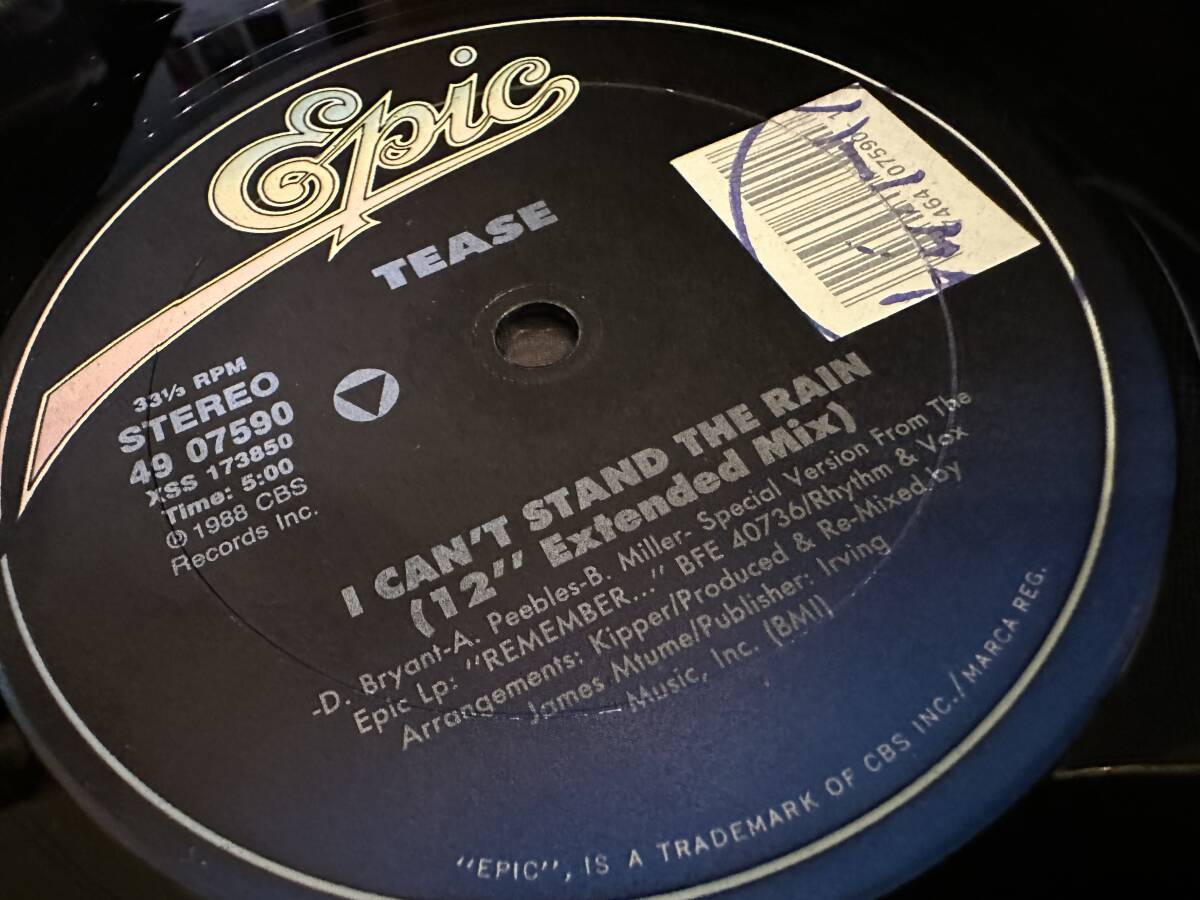 Epic
TEASE
7464 07590 1
33⅓ RPM
STEREO
49 07590
XSS 173850
Time: 5:00
℗ 1988 CBS
Records Inc.
I CAN'T STAND THE RAIN
(12" Extended Mix)
-D. Bryant-A. Peebles-B. Miller- Special Version From The
Epic Lp: "REMEMBER..." BFE 40736/Rhythm & Vox
Arrangements: Kipper/Produced & Re-Mixed by
James Mtume/Publisher: Irving
Music, Inc. (BMI)
"EPIC", IS A TRADEMARK OF CBS INC./MARCA REG.